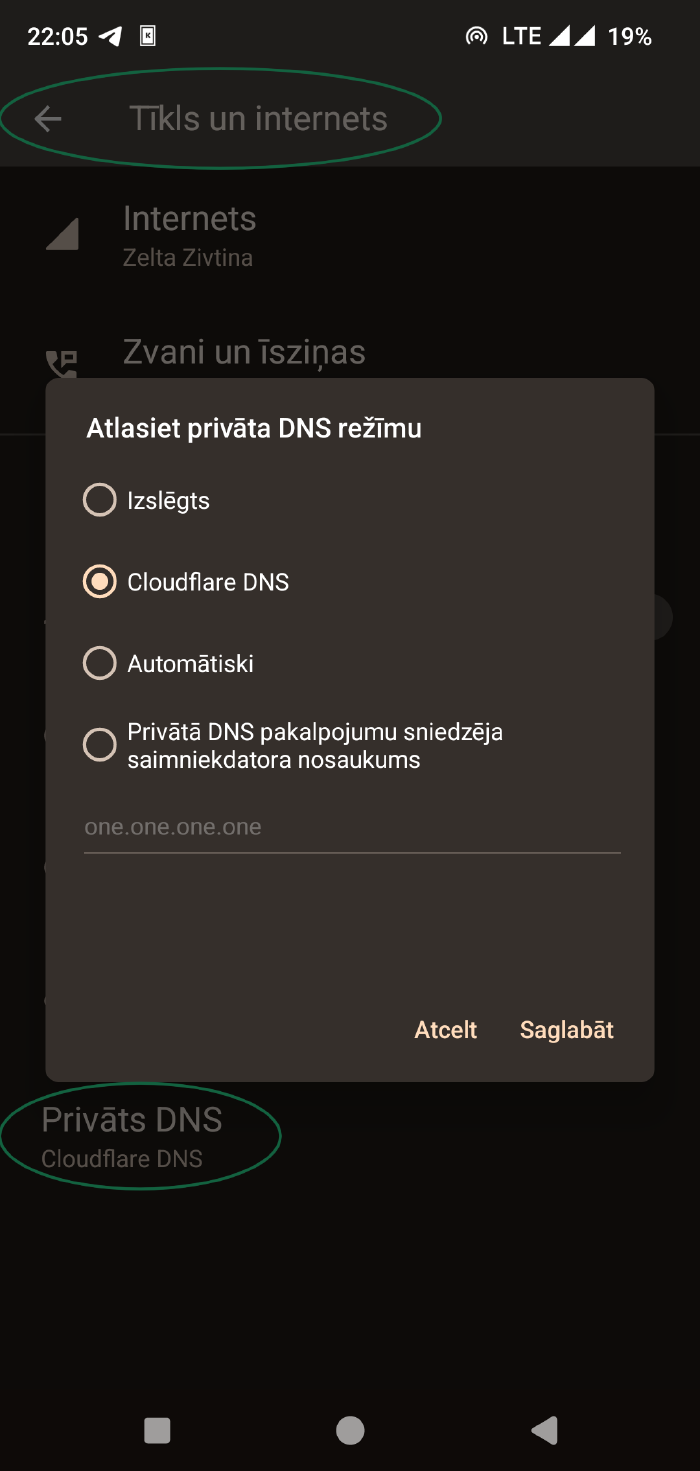 22:05 LTE 19%
Tīkls un internets
Internets
Zelta Zivtina
Zvani un īsziņas
Atlasiet privāta DNS režīmu
Izslēgts
Cloudflare DNS
Automātiski
Privātā DNS pakalpojumu sniedzēja
saimniekdatora nosaukums
one.one.one.one
Atcelt Saglabāt
Privāts DNS
Cloudflare DNS